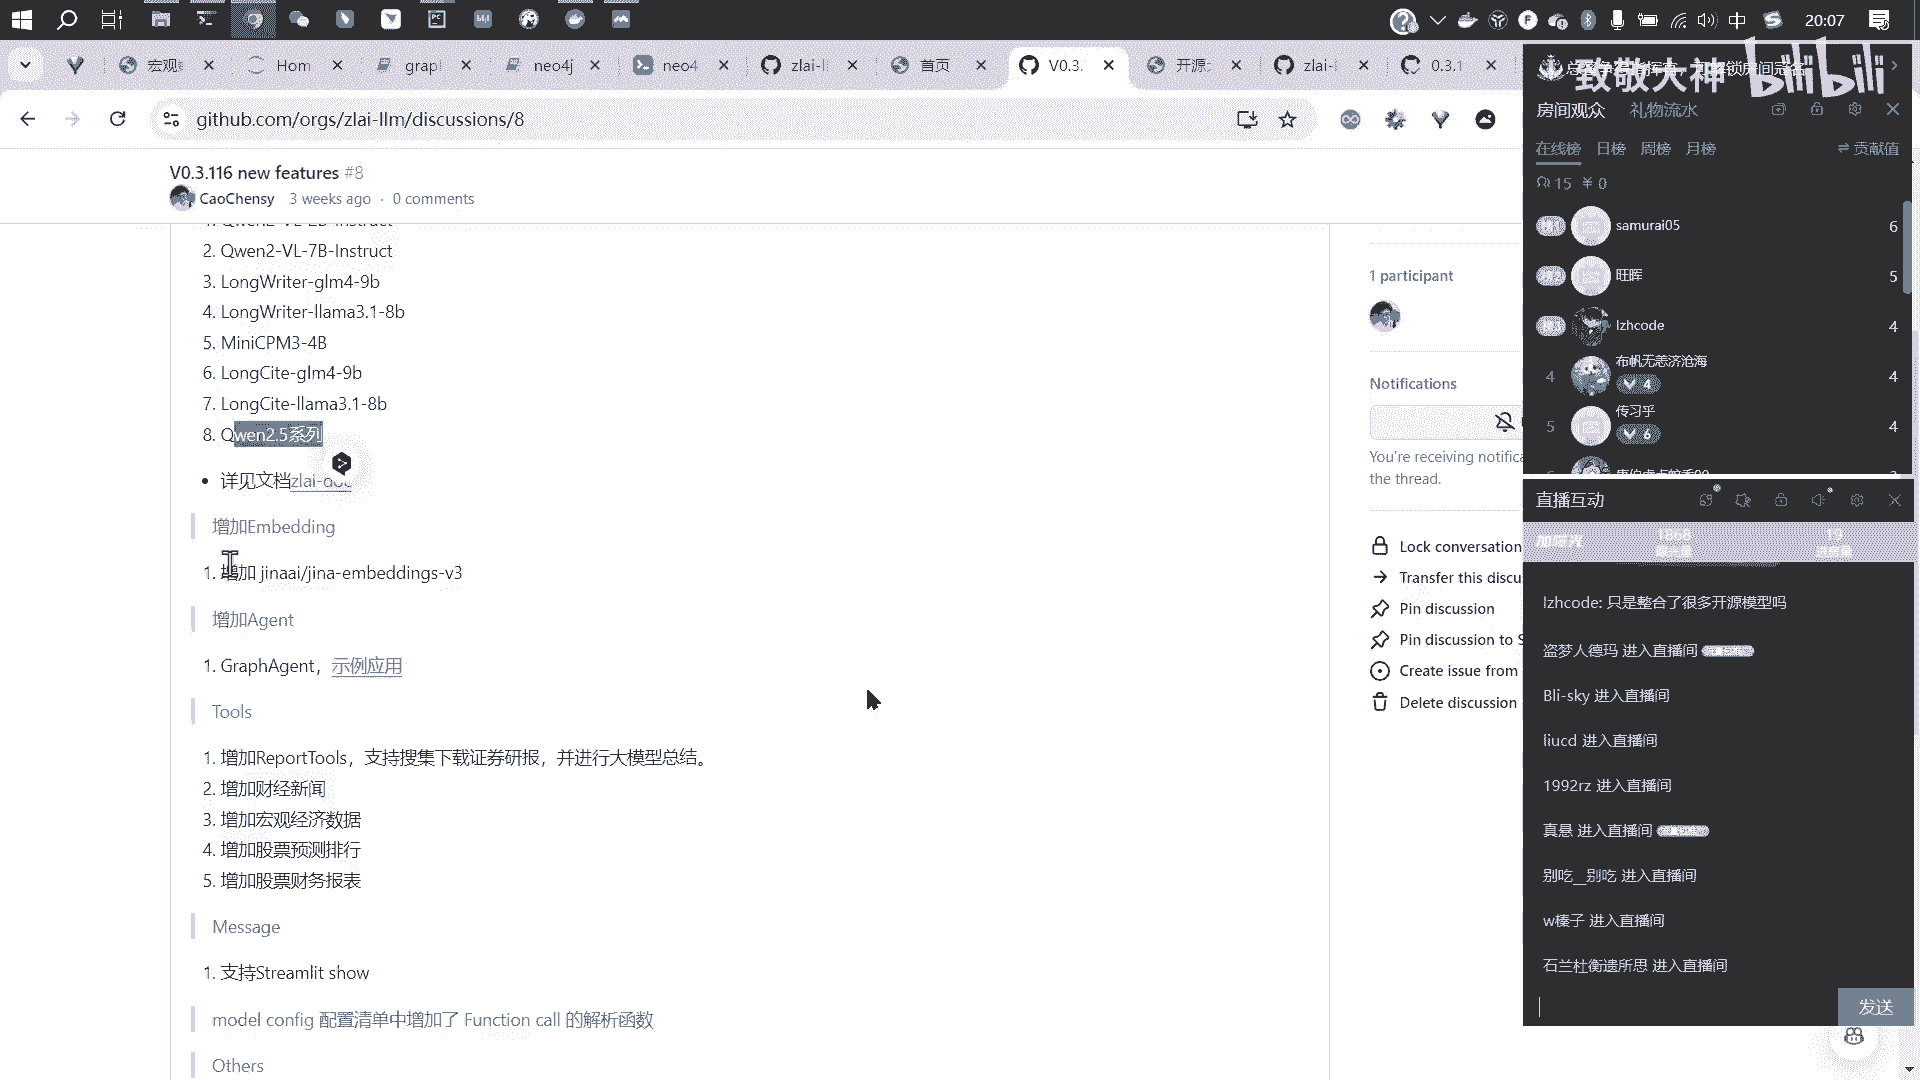 20:07
中
宏观
Hom
grap
neo4j
neo4
zlai-ll
首页
V0.3.
开源
zlai-
0.3.1
github.com/orgs/zlai-llm/discussions/8
V0.3.116 new features #8
CaoChensy 3 weeks ago · 0 comments
2. Qwen2-VL-7B-Instruct
3. LongWriter-glm4-9b
4. LongWriter-llama3.1-8b
5. MiniCPM3-4B
6. LongCite-glm4-9b
7. LongCite-llama3.1-8b
8. Qwen2.5系列
• 详见文档zlai-doc
增加Embedding
1. 增加 jinaai/jina-embeddings-v3
增加Agent
1. GraphAgent，示例应用
Tools
1. 增加ReportTools，支持搜集下载证券研报，并进行大模型总结。
2. 增加财经新闻
3. 增加宏观经济数据
4. 增加股票预测排行
5. 增加股票财务报表
Message
1. 支持Streamlit show
model config 配置清单中增加了 Function call 的解析函数
Others
1 participant
Notifications
You're receiving notifica
the thread.
Lock conversation
Transfer this discu
Pin discussion
Pin discussion to S
Create issue from
Delete discussion
致敬大神 bilibili
房间观众 礼物流水
在线榜 日榜 周榜 月榜 贡献值
15 ¥ 0
samurai05 6
旺晖 5
lzhcode 4
4 布帆无恙济沧海 4
4
5 传习乎 4
6
直播互动
1868 19
曝光量 进房量
lzhcode: 只是整合了很多开源模型吗
盗梦人德玛 进入直播间
Bli-sky 进入直播间
liucd 进入直播间
1992rz 进入直播间
真悬 进入直播间
别吃__别吃 进入直播间
w榛子 进入直播间
石兰杜衡遗所思 进入直播间
发送